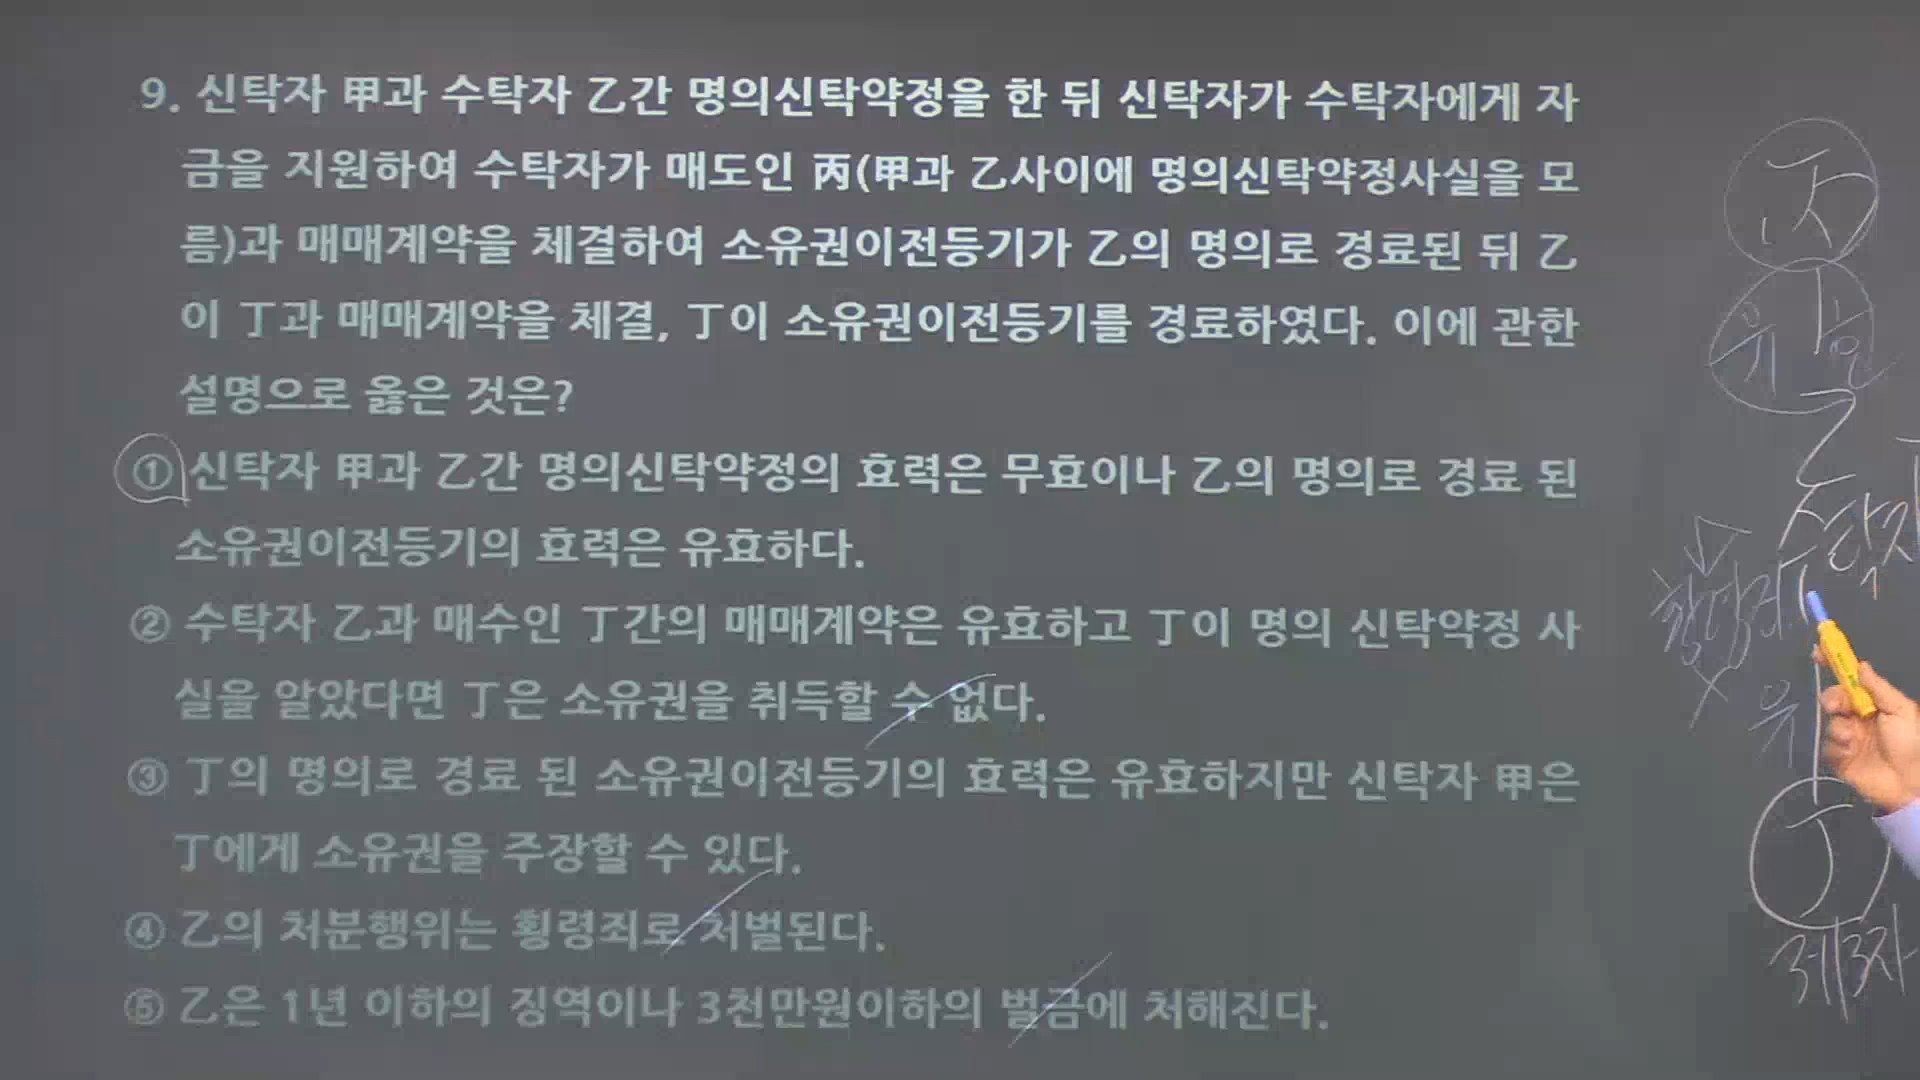 9. 신탁자 甲과 수탁자 乙간 명의신탁약정을 한 뒤 신탁자가 수탁자에게 자
금을 지원하여 수탁자가 매도인 丙(甲과 乙사이에 명의신탁약정사실을 모
름)과 매매계약을 체결하여 소유권이전등기가 乙의 명의로 경료된 뒤 乙
이 丁과 매매계약을 체결, 丁이 소유권이전등기를 경료하였다. 이에 관한
설명으로 옳은 것은?
① 신탁자 甲과 乙간 명의신탁약정의 효력은 무효이나 乙의 명의로 경료 된
소유권이전등기의 효력은 유효하다.
② 수탁자 乙과 매수인 丁간의 매매계약은 유효하고 丁이 명의 신탁약정 사
실을 알았다면 丁은 소유권을 취득할 수 없다.
③ 丁의 명의로 경료 된 소유권이전등기의 효력은 유효하지만 신탁자 甲은
丁에게 소유권을 주장할 수 있다.
④ 乙의 처분행위는 횡령죄로 처벌된다.
⑤ 乙은 1년 이하의 징역이나 3천만원이하의 벌금에 처해진다.
丙
유 효
乙
수탁자
횡령죄
X
유
丁
제3자